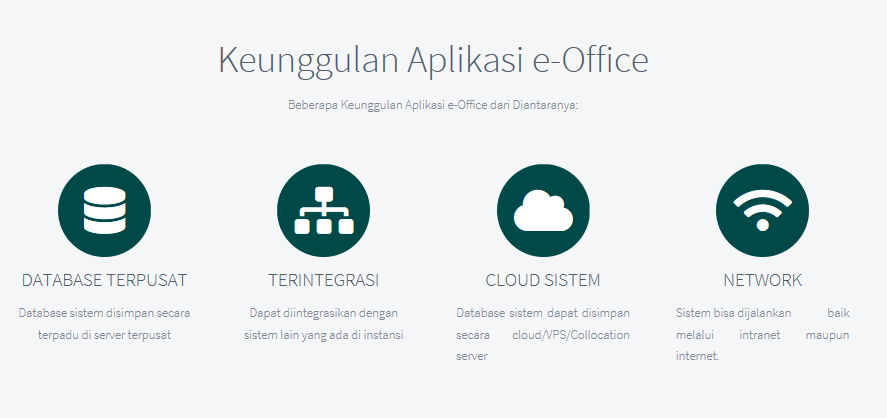 Keunggulan Aplikasi e-Office
Beberapa Keunggulan Aplikasi e-Office dari Diantaranya:
DATABASE TERPUSAT
Database sistem disimpan secara
terpadu di server terpusat
TERINTEGRASI
Dapat diintegrasikan dengan
sistem lain yang ada di instansi
CLOUD SISTEM
Database sistem dapat disimpan
secara cloud/VPS/Collocation
server
NETWORK
Sistem bisa dijalankan baik
melalui intranet maupun
internet.